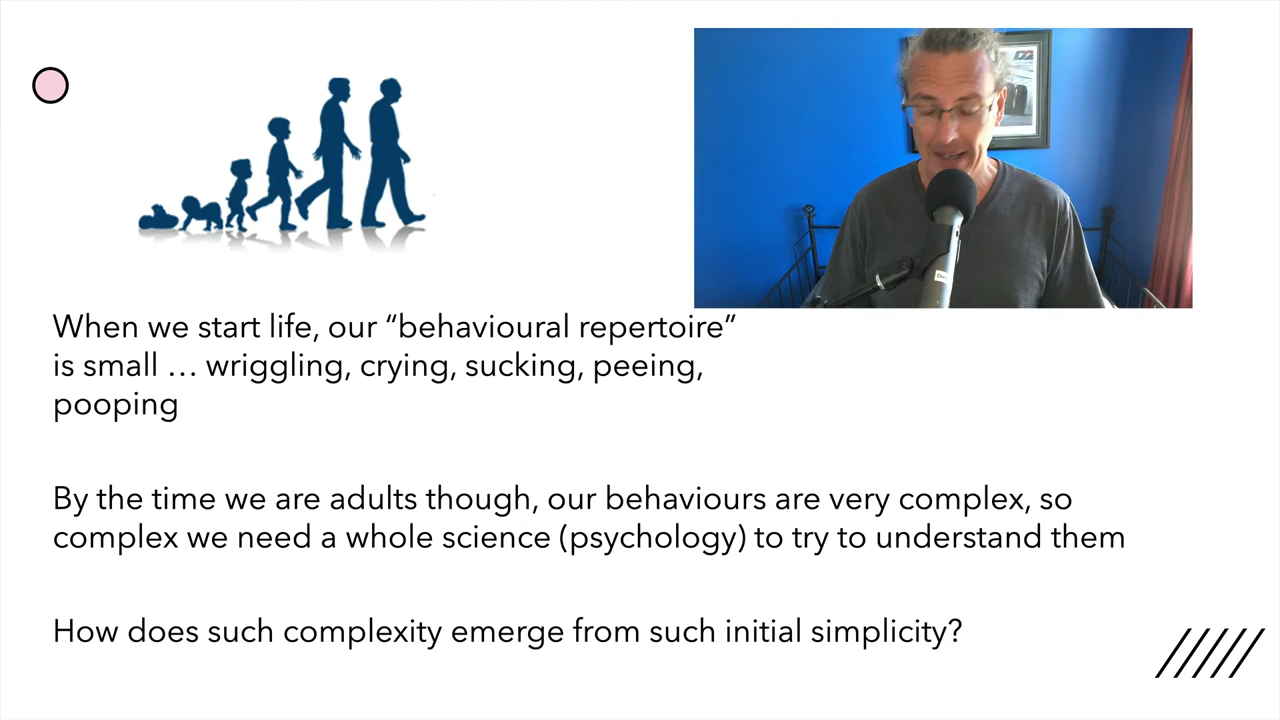 When we start life, our “behavioural repertoire”
is small … wriggling, crying, sucking, peeing,
pooping
By the time we are adults though, our behaviours are very complex, so
complex we need a whole science (psychology) to try to understand them
How does such complexity emerge from such initial simplicity?